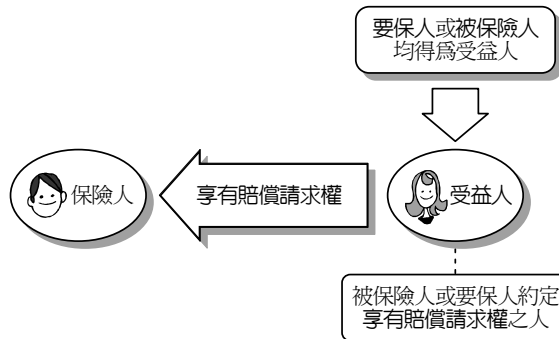 要保人或被保險人
均得為受益人
保險人
享有賠償請求權
受益人
被保險人或要保人約定
享有賠償請求權之人